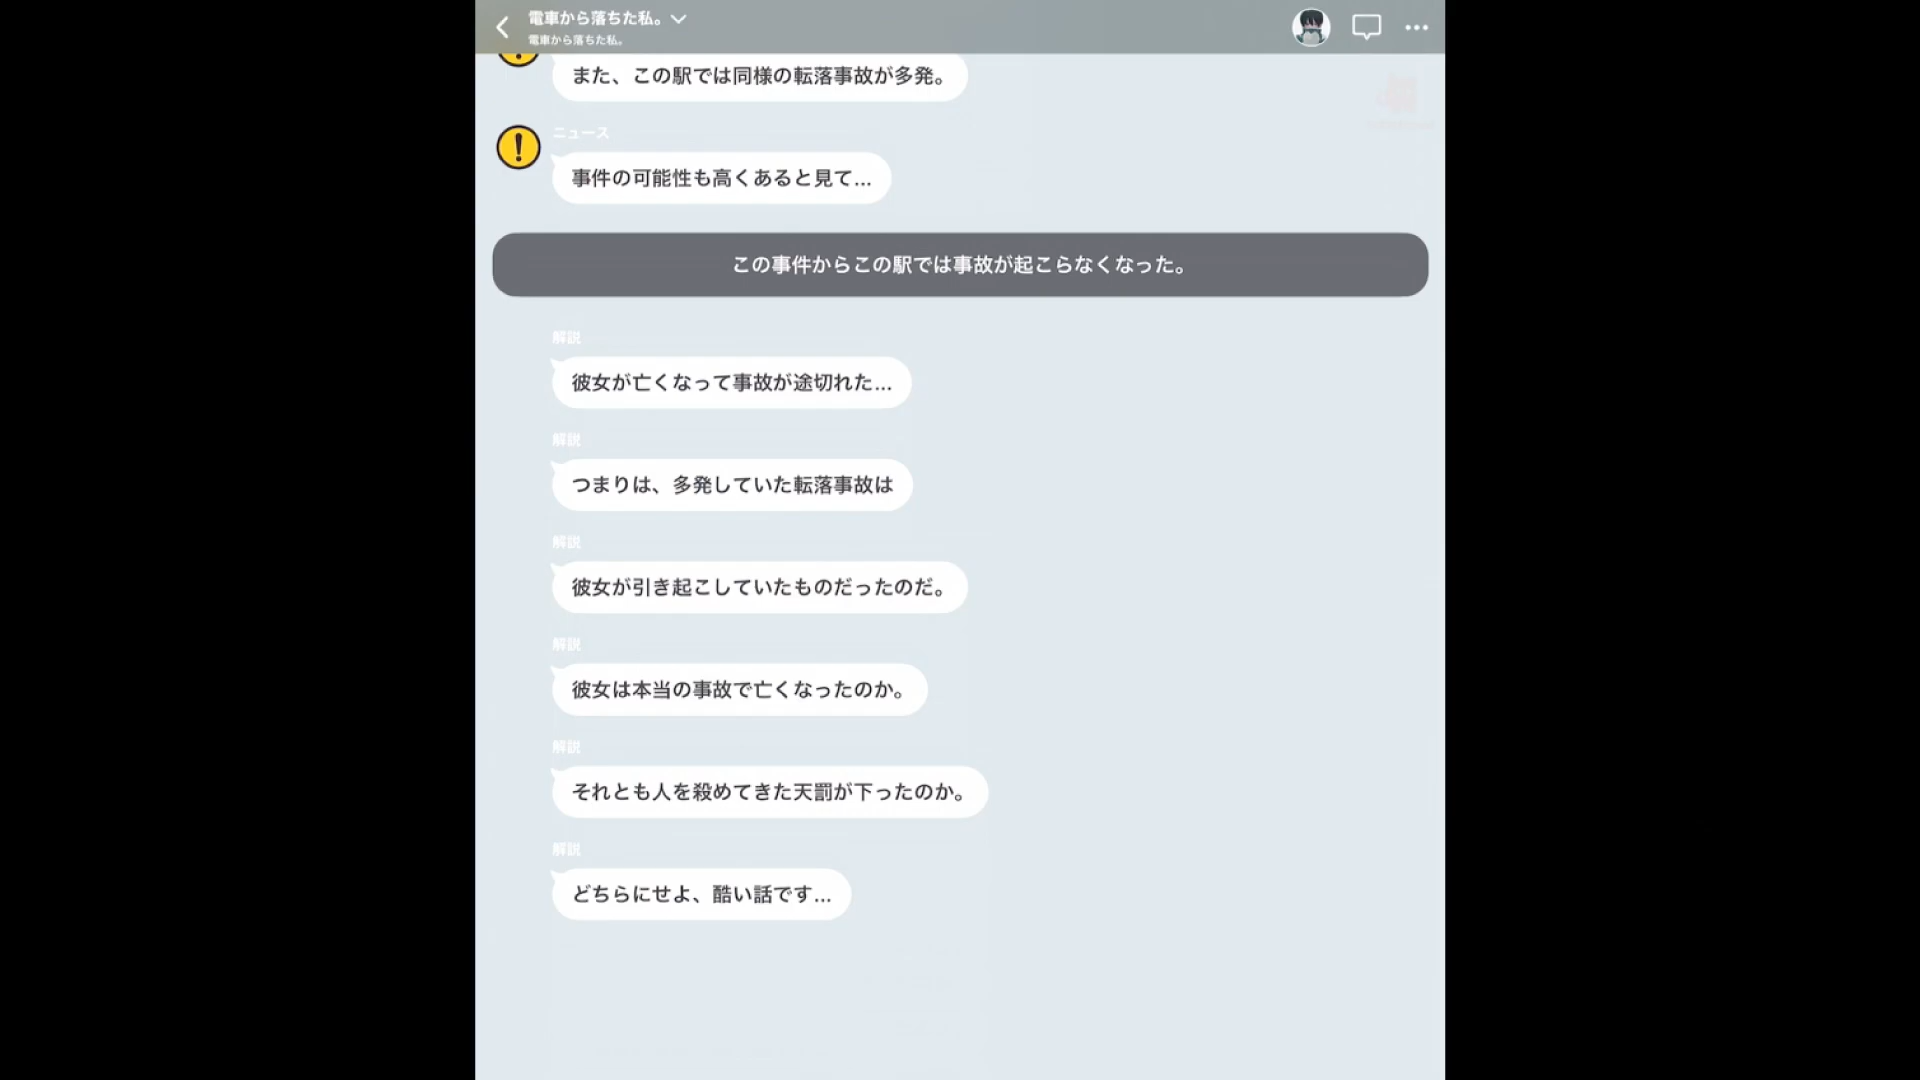 電車から落ちた私。
電車から落ちた私。
また、この駅では同様の転落事故が多発。
ニュース
事件の可能性も高くあると見て...
この事件からこの駅では事故が起こらなくなった。
解説
彼女が亡くなって事故が途切れた...
解説
つまりは、多発していた転落事故は
解説
彼女が引き起こしていたものだったのだ。
解説
彼女は本当の事故で亡くなったのか。
解説
それとも人を殺めてきた天罰が下ったのか。
解説
どちらにせよ、酷い話です...